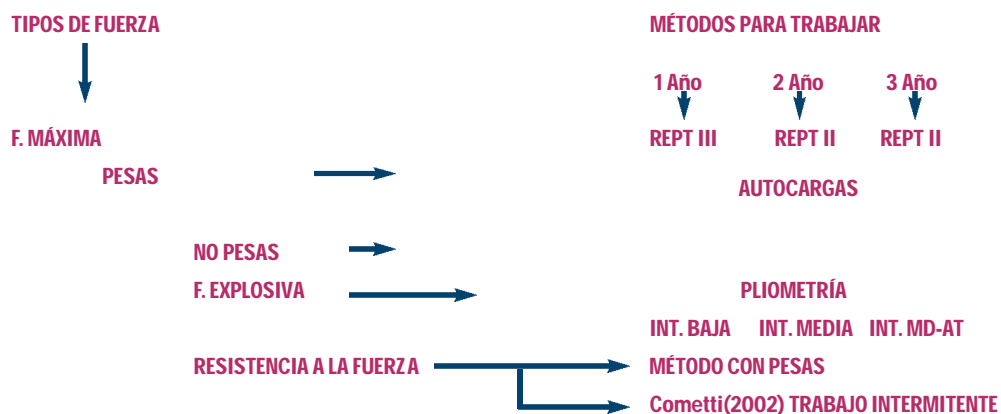 TIPOS DE FUERZA MÉTODOS PARA TRABAJAR
1 Año 2 Año 3 Año
F. MÁXIMA REPT III REPT II REPT II
PESAS AUTOCARGAS
NO PESAS
F. EXPLOSIVA PLIOMETRÍA
INT. BAJA INT. MEDIA INT. MD-AT
RESISTENCIA A LA FUERZA MÉTODO CON PESAS
Cometti(2002) TRABAJO INTERMITENTE